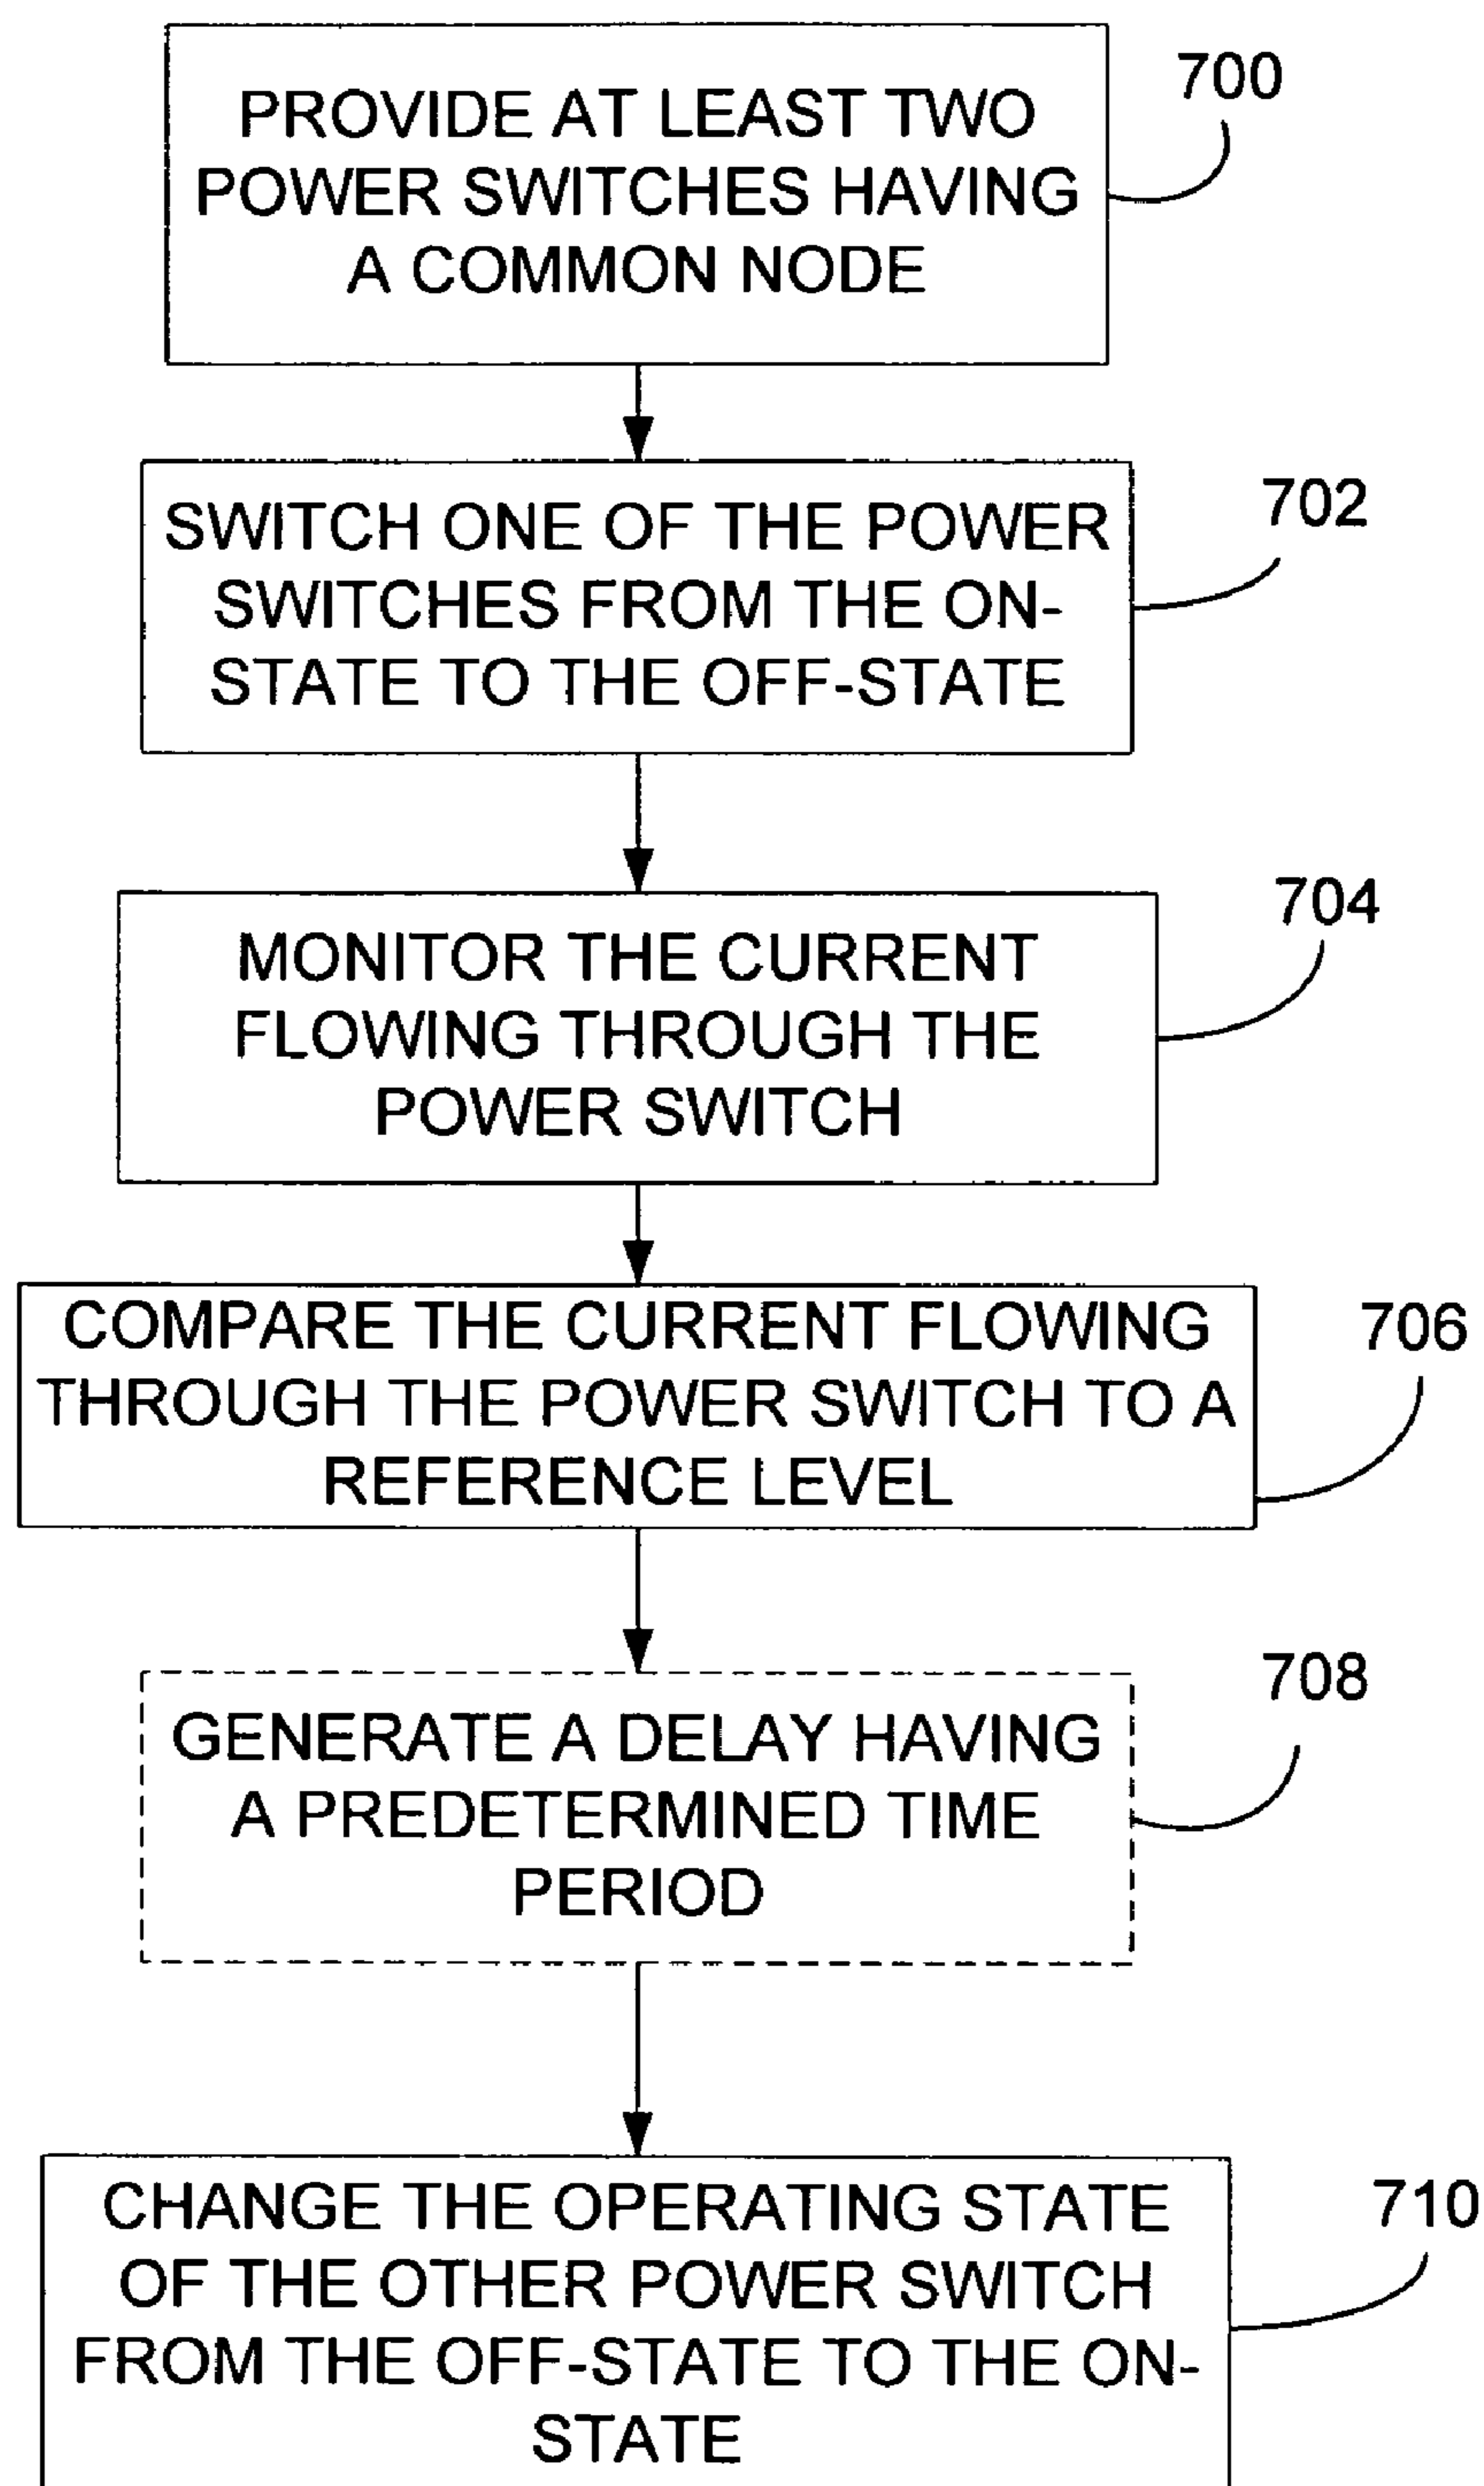 PROVIDE AT LEAST TWO
POWER SWITCHES HAVING
A COMMON NODE
700
SWITCH ONE OF THE POWER
SWITCHES FROM THE ON-
STATE TO THE OFF-STATE
702
MONITOR THE CURRENT
FLOWING THROUGH THE
POWER SWITCH
704
COMPARE THE CURRENT FLOWING
THROUGH THE POWER SWITCH TO A
REFERENCE LEVEL
706
GENERATE A DELAY HAVING
A PREDETERMINED TIME
PERIOD
708
CHANGE THE OPERATING STATE
OF THE OTHER POWER SWITCH
FROM THE OFF-STATE TO THE ON-
STATE
710